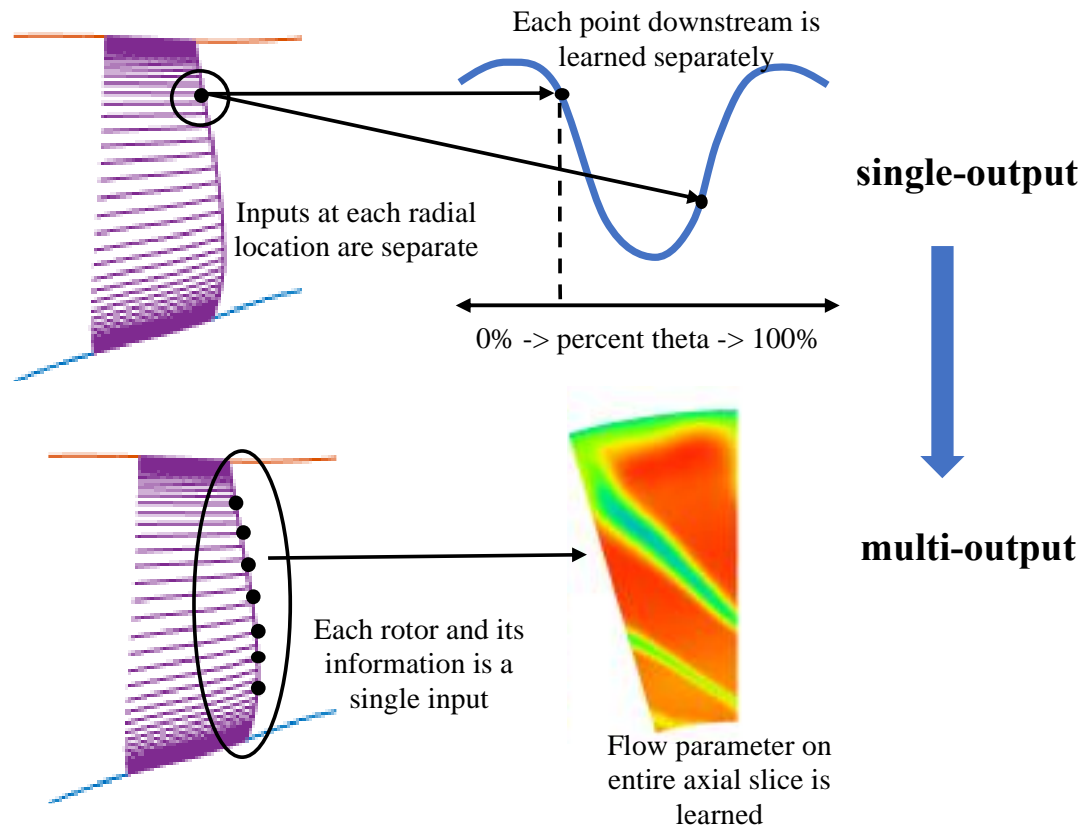 Each point downstream is
learned separately
Inputs at each radial
location are separate
single-output
0% -> percent theta -> 100%
multi-output
Each rotor and its
information is a
single input
Flow parameter on
entire axial slice is
learned